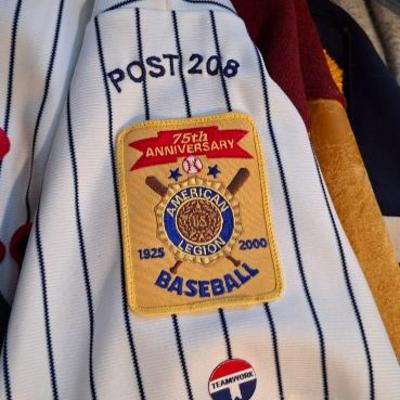 POST 208
75th
ANNIVERSARY
AMERICAN
U.S.
LEGION
1925 2000
BASEBALL
TEAMWORK